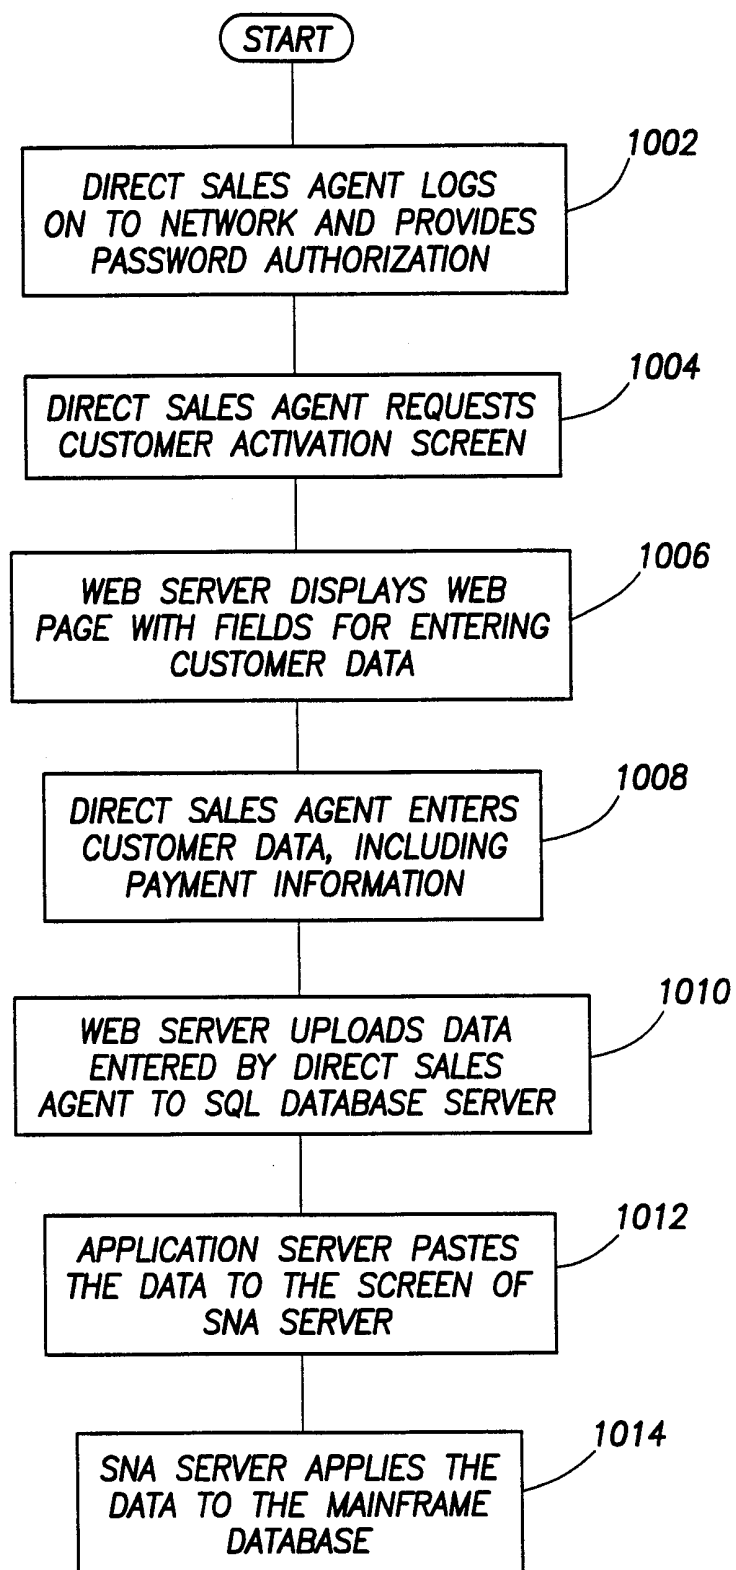 START
1002
DIRECT SALES AGENT LOGS
ON TO NETWORK AND PROVIDES
PASSWORD AUTHORIZATION
1004
DIRECT SALES AGENT REQUESTS
CUSTOMER ACTIVATION SCREEN
1006
WEB SERVER DISPLAYS WEB
PAGE WITH FIELDS FOR ENTERING
CUSTOMER DATA
1008
DIRECT SALES AGENT ENTERS
CUSTOMER DATA, INCLUDING
PAYMENT INFORMATION
1010
WEB SERVER UPLOADS DATA
ENTERED BY DIRECT SALES
AGENT TO SQL DATABASE SERVER
1012
APPLICATION SERVER PASTES
THE DATA TO THE SCREEN OF
SNA SERVER
1014
SNA SERVER APPLIES THE
DATA TO THE MAINFRAME
DATABASE